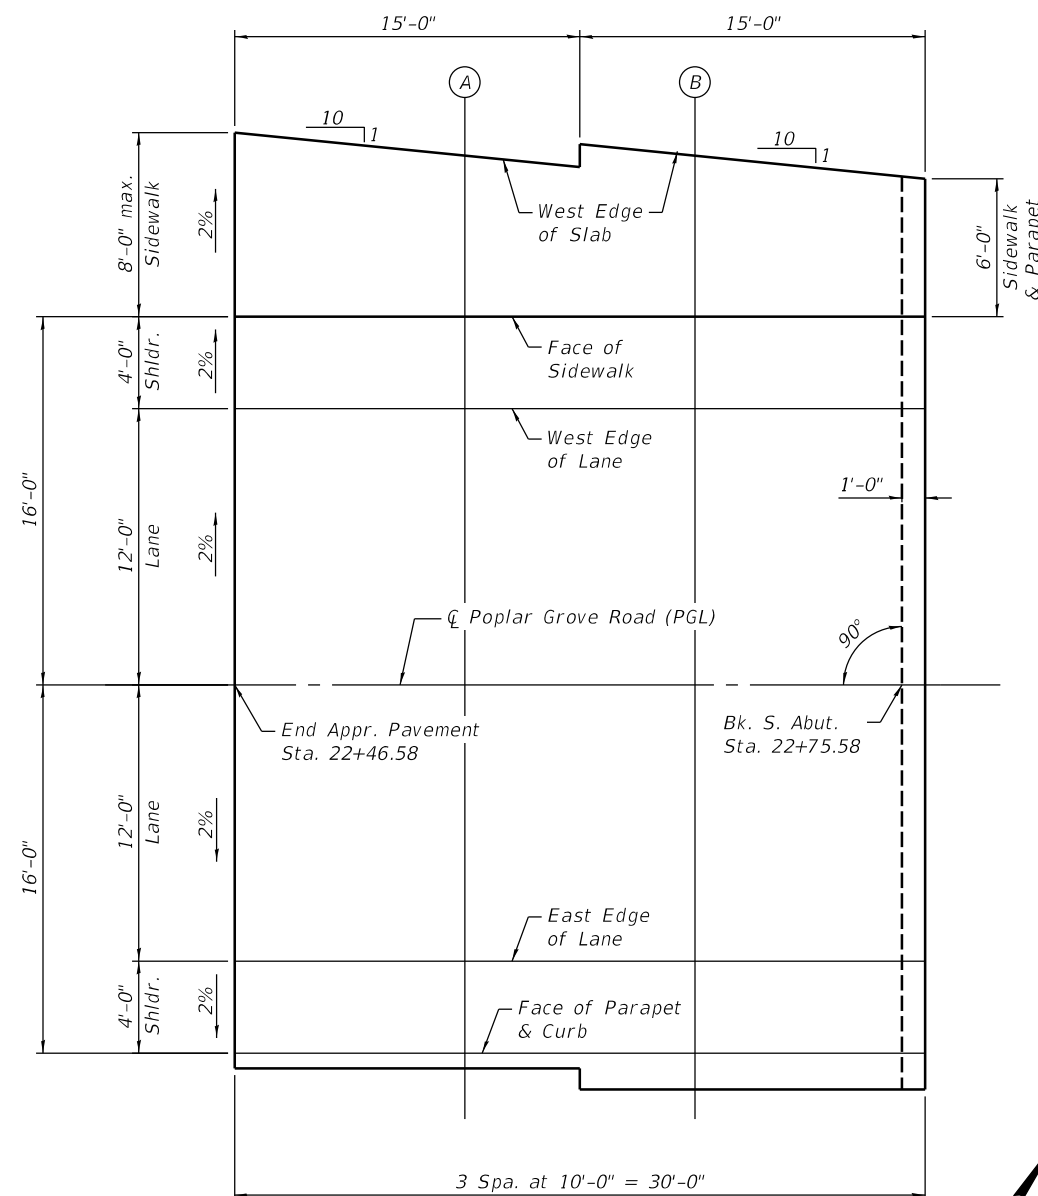 15'-0"
15'-0"
A
B
10
1
10
1
8'-0" max.
Sidewalk
2%
West Edge
of Slab
6'-0"
Sidewalk
& Parapet
4'-0"
Shldr.
2%
Face of
Sidewalk
West Edge
of Lane
1'-0"
16'-0"
12'-0"
Lane
2%
℄ Poplar Grove Road (PGL)
90°
End Appr. Pavement
Sta. 22+46.58
Bk. S. Abut.
Sta. 22+75.58
16'-0"
12'-0"
Lane
2%
East Edge
of Lane
4'-0"
Shldr.
2%
Face of Parapet
& Curb
3 Spa. at 10'-0" = 30'-0"